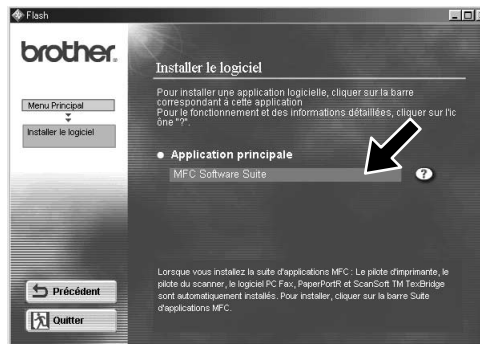 Flash
brother.
Menu Principal
Installer le logiciel
Installer le logiciel
Pour installer une application logicielle, cliquer sur la barre
correspondant à cette application
Pour le fonctionnement et des informations détaillées, cliquer sur l'ic
ône "?".
Application principale
MFC Software Suite
?
Lorsque vous installez la suite d'applications MFC : Le pilote d'imprimante, le
pilote du scanner, le logiciel PC Fax, PaperPortR et ScanSoft TM TexBridge
sont automatiquement installés. Pour installer, cliquer sur la barre Suite
d'applications MFC.
Précédent
Quitter